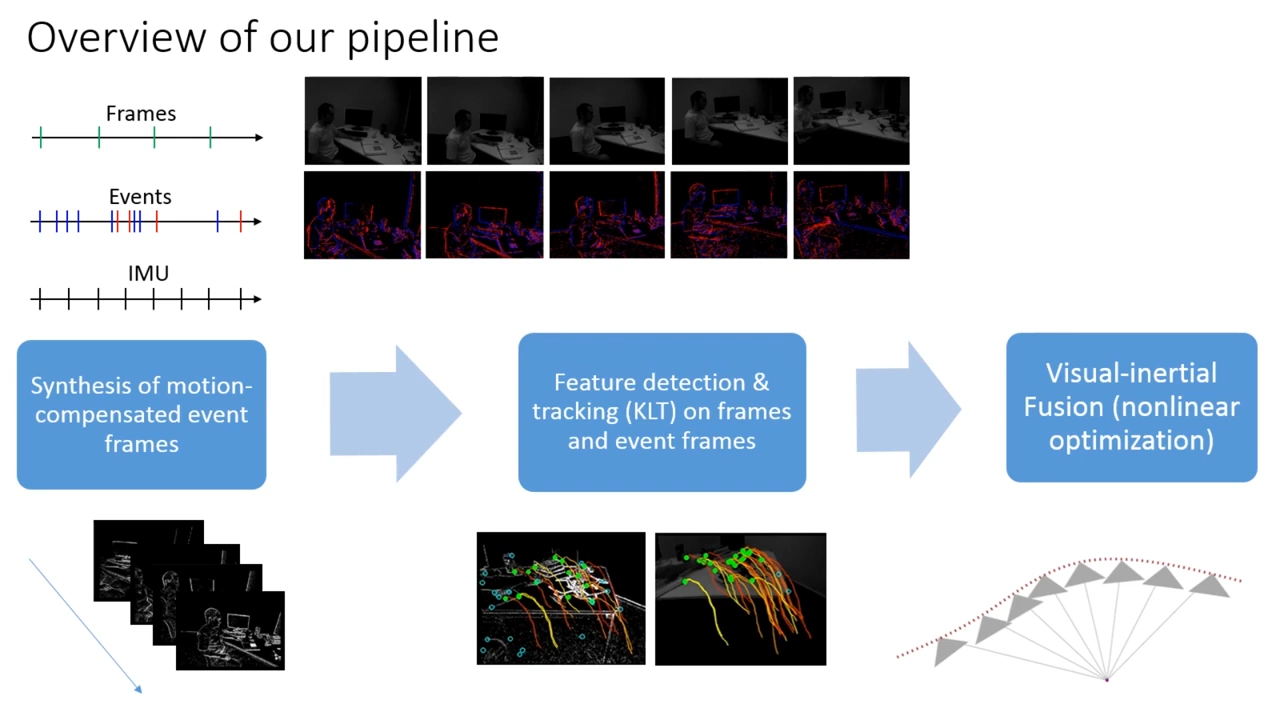 Overview of our pipeline
Frames
Events
IMU
Synthesis of motion-
compensated event
frames
Feature detection &
tracking (KLT) on frames
and event frames
Visual-inertial
Fusion (nonlinear
optimization)